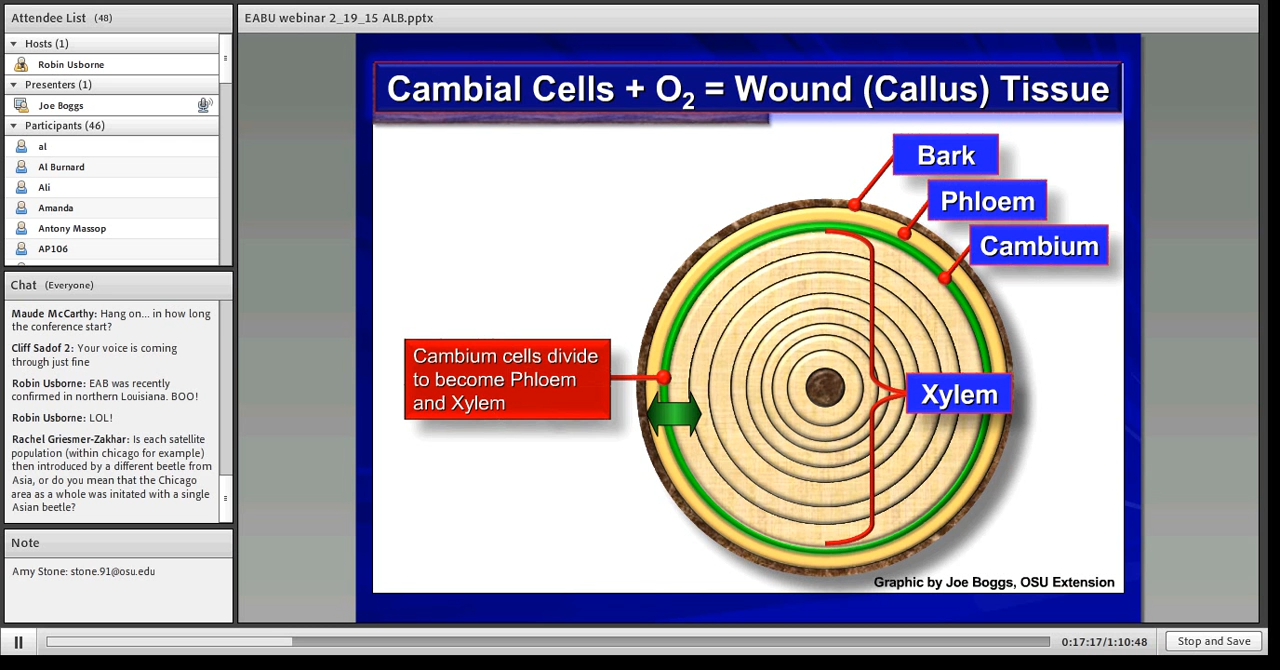 Attendee List (48)
Hosts (1)
Robin Usborne
Presenters (1)
Joe Boggs
Participants (46)
al
Al Burnard
Ali
Amanda
Antony Massop
AP106
Chat (Everyone)
Maude McCarthy: Hang on... in how long
the conference start?
Cliff Sadof 2: Your voice is coming
through just fine
Robin Usborne: EAB was recently
confirmed in northern Louisiana. BOO!
Robin Usborne: LOL!
Rachel Griesmer-Zakhar: Is each satellite
population (within chicago for example)
then introduced by a different beetle from
Asia, or do you mean that the Chicago
area as a whole was initated with a single
Asian beetle?
Note
Amy Stone: stone.91@osu.edu
EABU webinar 2_19_15 ALB.pptx
Cambial Cells + O2 = Wound (Callus) Tissue
Bark
Phloem
Cambium
Cambium cells divide
to become Phloem
and Xylem
Xylem
Graphic by Joe Boggs, OSU Extension
0:17:17/1:10:48
Stop and Save